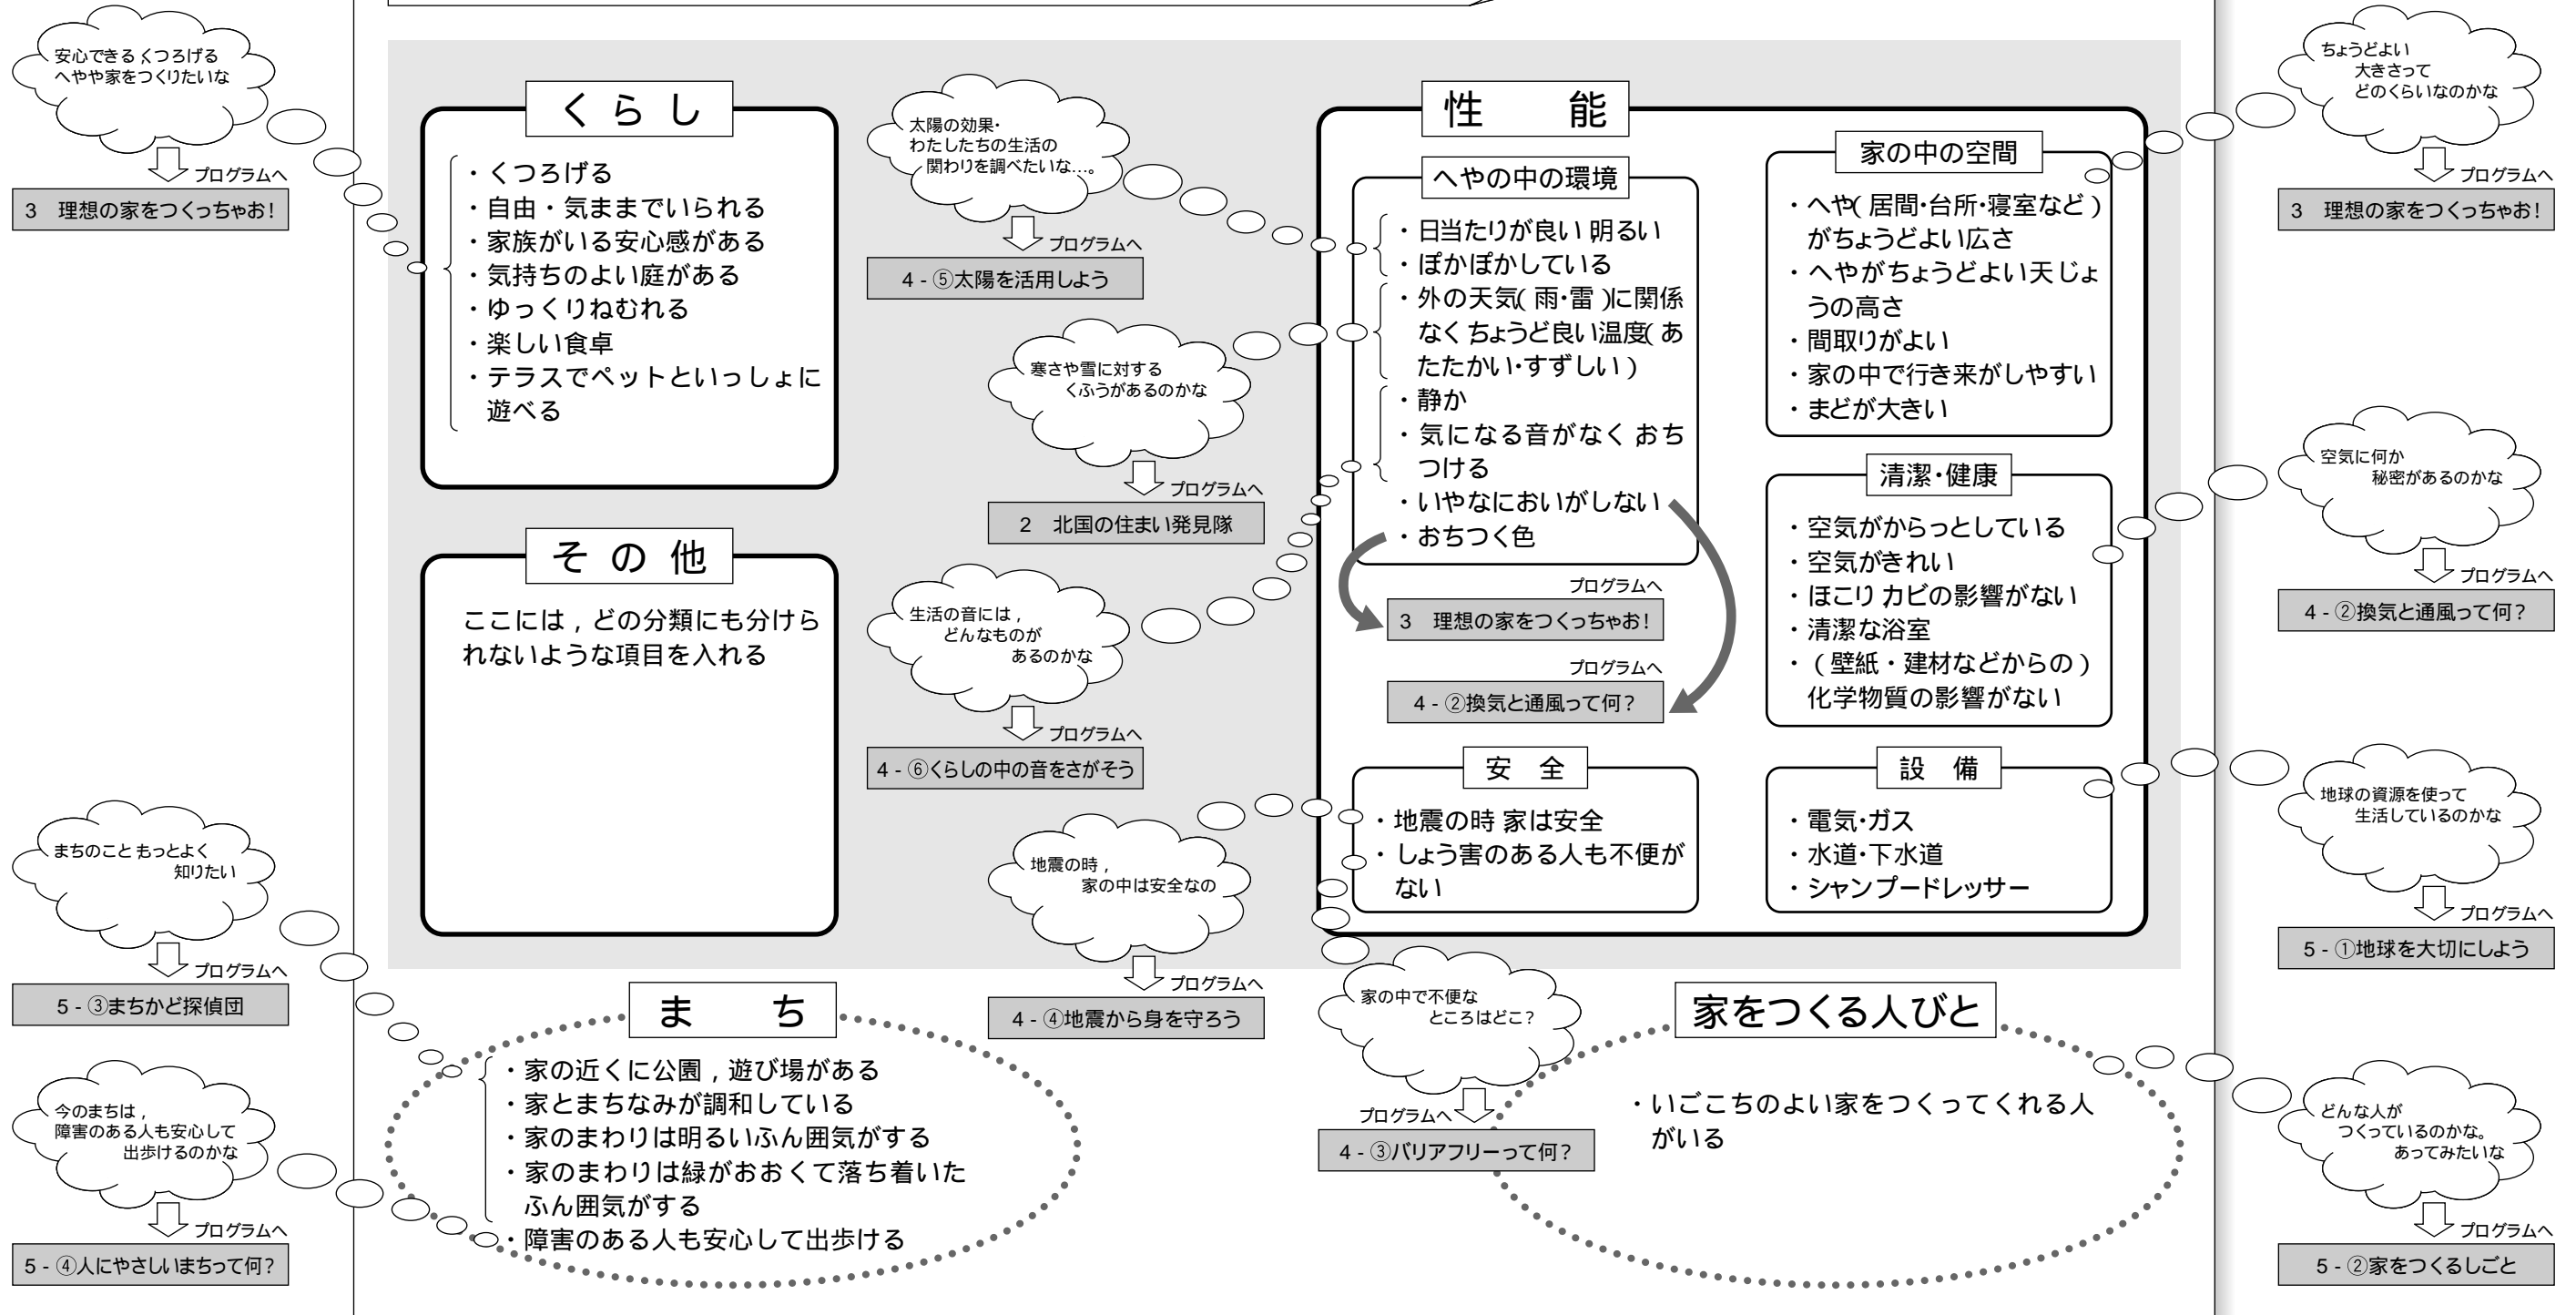 安心できる，くつろげる
へやや家をつくりたいな
プログラムへ
3　理想の家をつくっちゃお！
まちのこと，もっとよく
知りたい
プログラムへ
5 - ③まちかど探偵団
今のまちは，
障害のある人も安心して
出歩けるのかな
プログラムへ
5 - ④人にやさしいまちって何？
くらし
・くつろげる
・自由・気ままでいられる
・家族がいる安心感がある
・気持ちのよい庭がある
・ゆっくりねむれる
・楽しい食卓
・テラスでペットといっしょに
遊べる
その他
ここには，どの分類にも分けら
れないような項目を入れる
太陽の効果・
わたしたちの生活の
関わりを調べたいな…。
プログラムへ
4 - ⑤太陽を活用しよう
寒さや雪に対する
くふうがあるのかな
プログラムへ
2　北国の住まい発見隊
生活の音には，
どんなものが
あるのかな
プログラムへ
4 - ⑥くらしの中の音をさがそう
地震の時，
家の中は安全なの
プログラムへ
4 - ④地震から身を守ろう
性能
へやの中の環境
・日当たりが良い，明るい
・ぽかぽかしている
・外の天気（雨・雷）に関係
なく，ちょうど良い温度（あ
たたかい・すずしい）
・静か
・気になる音がなく，おち
つける
・いやなにおいがしない
・おちつく色
プログラムへ
3　理想の家をつくっちゃお！
プログラムへ
4 - ②換気と通風って何？
安全
・地震の時，家は安全
・しょう害のある人も不便が
ない
家の中の空間
・へや（居間・台所・寝室など）
がちょうどよい広さ
・へやがちょうどよい天じょ
うの高さ
・間取りがよい
・家の中で行き来がしやすい
・まどが大きい
清潔・健康
・空気がからっとしている
・空気がきれい
・ほこり，カビの影響がない
・清潔な浴室
・（壁紙・建材などからの）
化学物質の影響がない
設備
・電気・ガス
・水道・下水道
・シャンプードレッサー
まち
・家の近くに公園，遊び場がある
・家とまちなみが調和している
・家のまわりは明るいふん囲気がする
・家のまわりは緑がおおくて落ち着いた
ふん囲気がする
・障害のある人も安心して出歩ける
家の中で不便な
ところはどこ？
プログラムへ
4 - ③バリアフリーって何？
家をつくる人びと
・いごこちのよい家をつくってくれる人
がいる
ちょうどよい
大きさって
どのくらいなのかな
プログラムへ
3　理想の家をつくっちゃお！
空気に何か
秘密があるのかな
プログラムへ
4 - ②換気と通風って何？
地球の資源を使って
生活しているのかな
プログラムへ
5 - ①地球を大切にしよう
どんな人が
つくっているのかな。
あってみたいな
プログラムへ
5 - ②家をつくるしごと